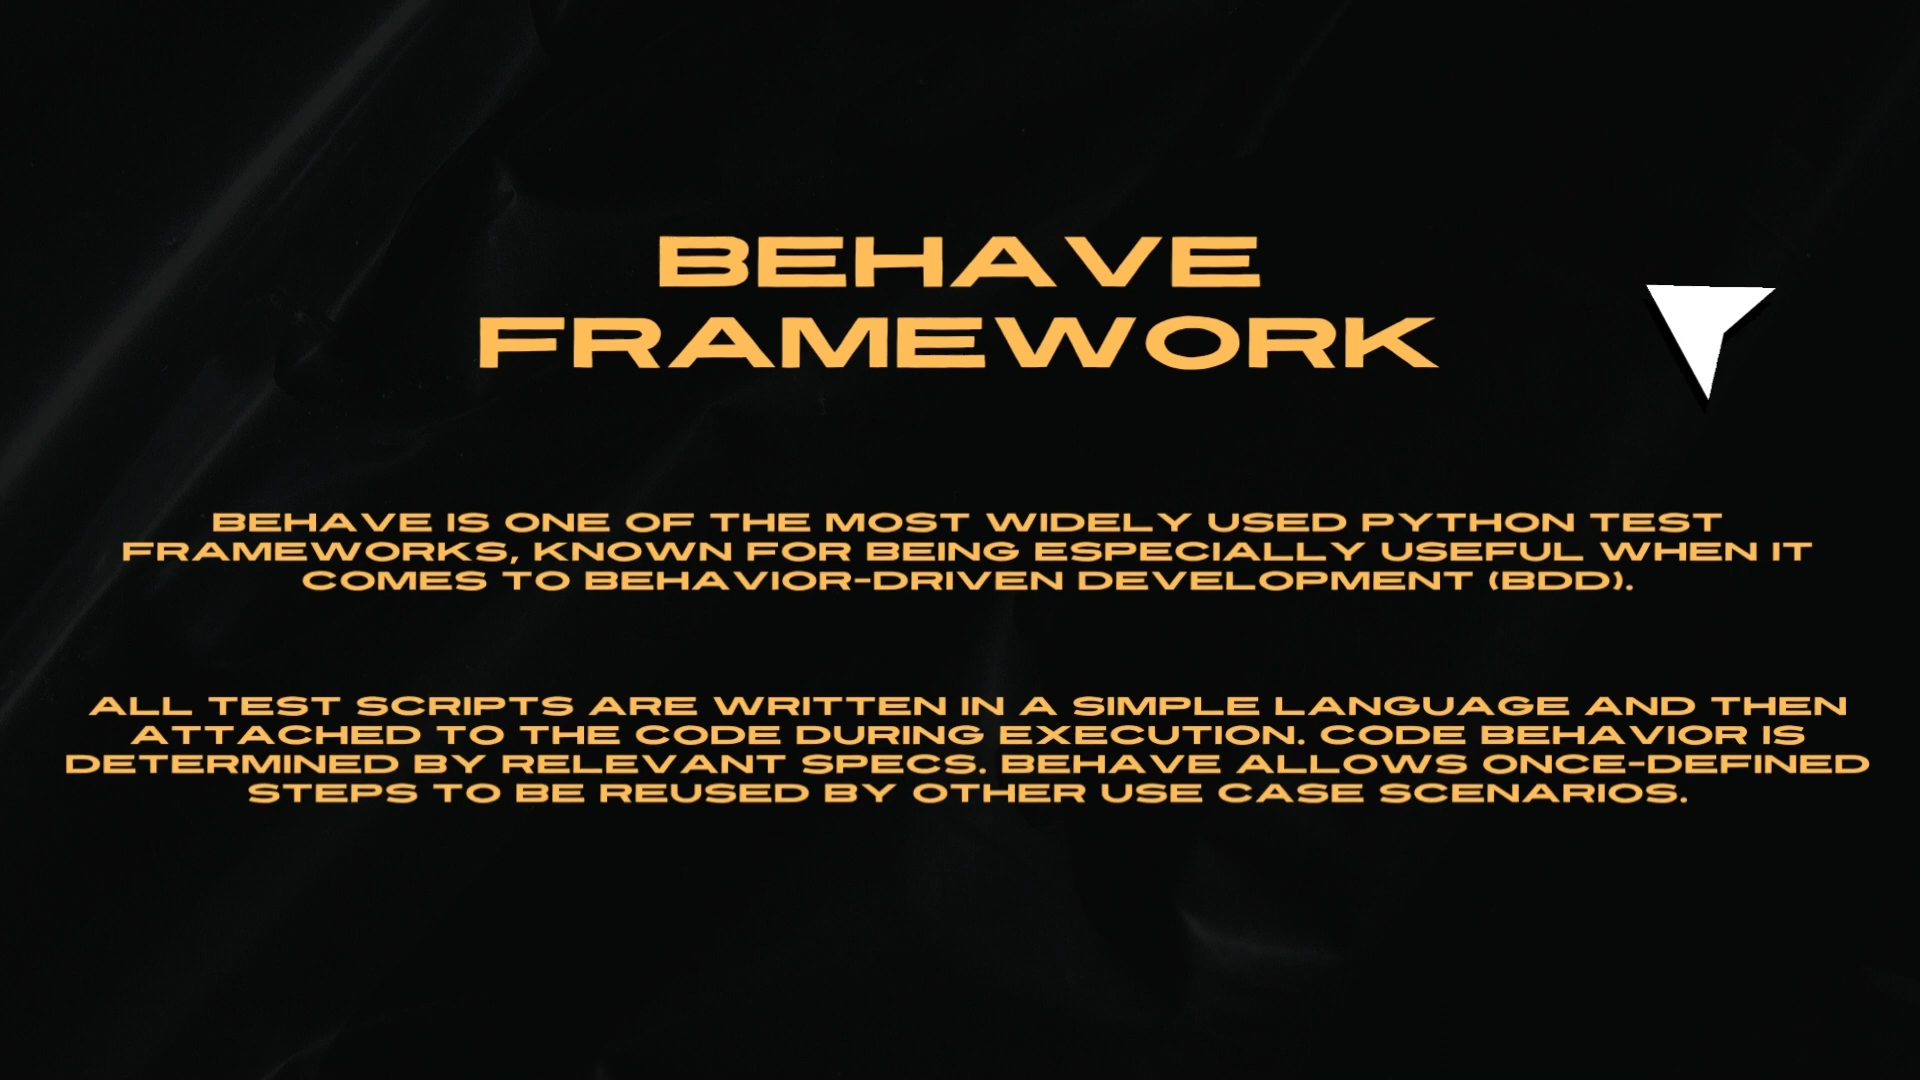 BEHAVE
FRAMEWORK
BEHAVE IS ONE OF THE MOST WIDELY USED PYTHON TEST
FRAMEWORKS, KNOWN FOR BEING ESPECIALLY USEFUL WHEN IT
COMES TO BEHAVIOR-DRIVEN DEVELOPMENT (BDD).
ALL TEST SCRIPTS ARE WRITTEN IN A SIMPLE LANGUAGE AND THEN
ATTACHED TO THE CODE DURING EXECUTION. CODE BEHAVIOR IS
DETERMINED BY RELEVANT SPECS. BEHAVE ALLOWS ONCE-DEFINED
STEPS TO BE REUSED BY OTHER USE CASE SCENARIOS.